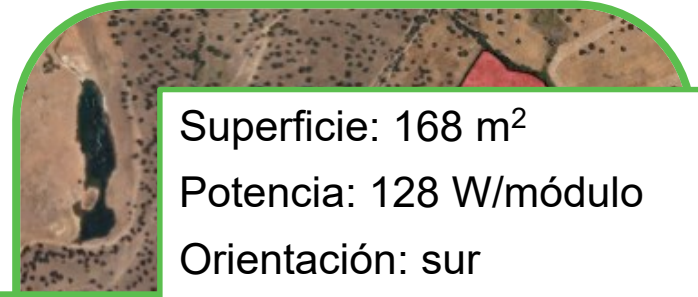 Superficie: 168 m²
Potencia: 128 W/módulo
Orientación: sur